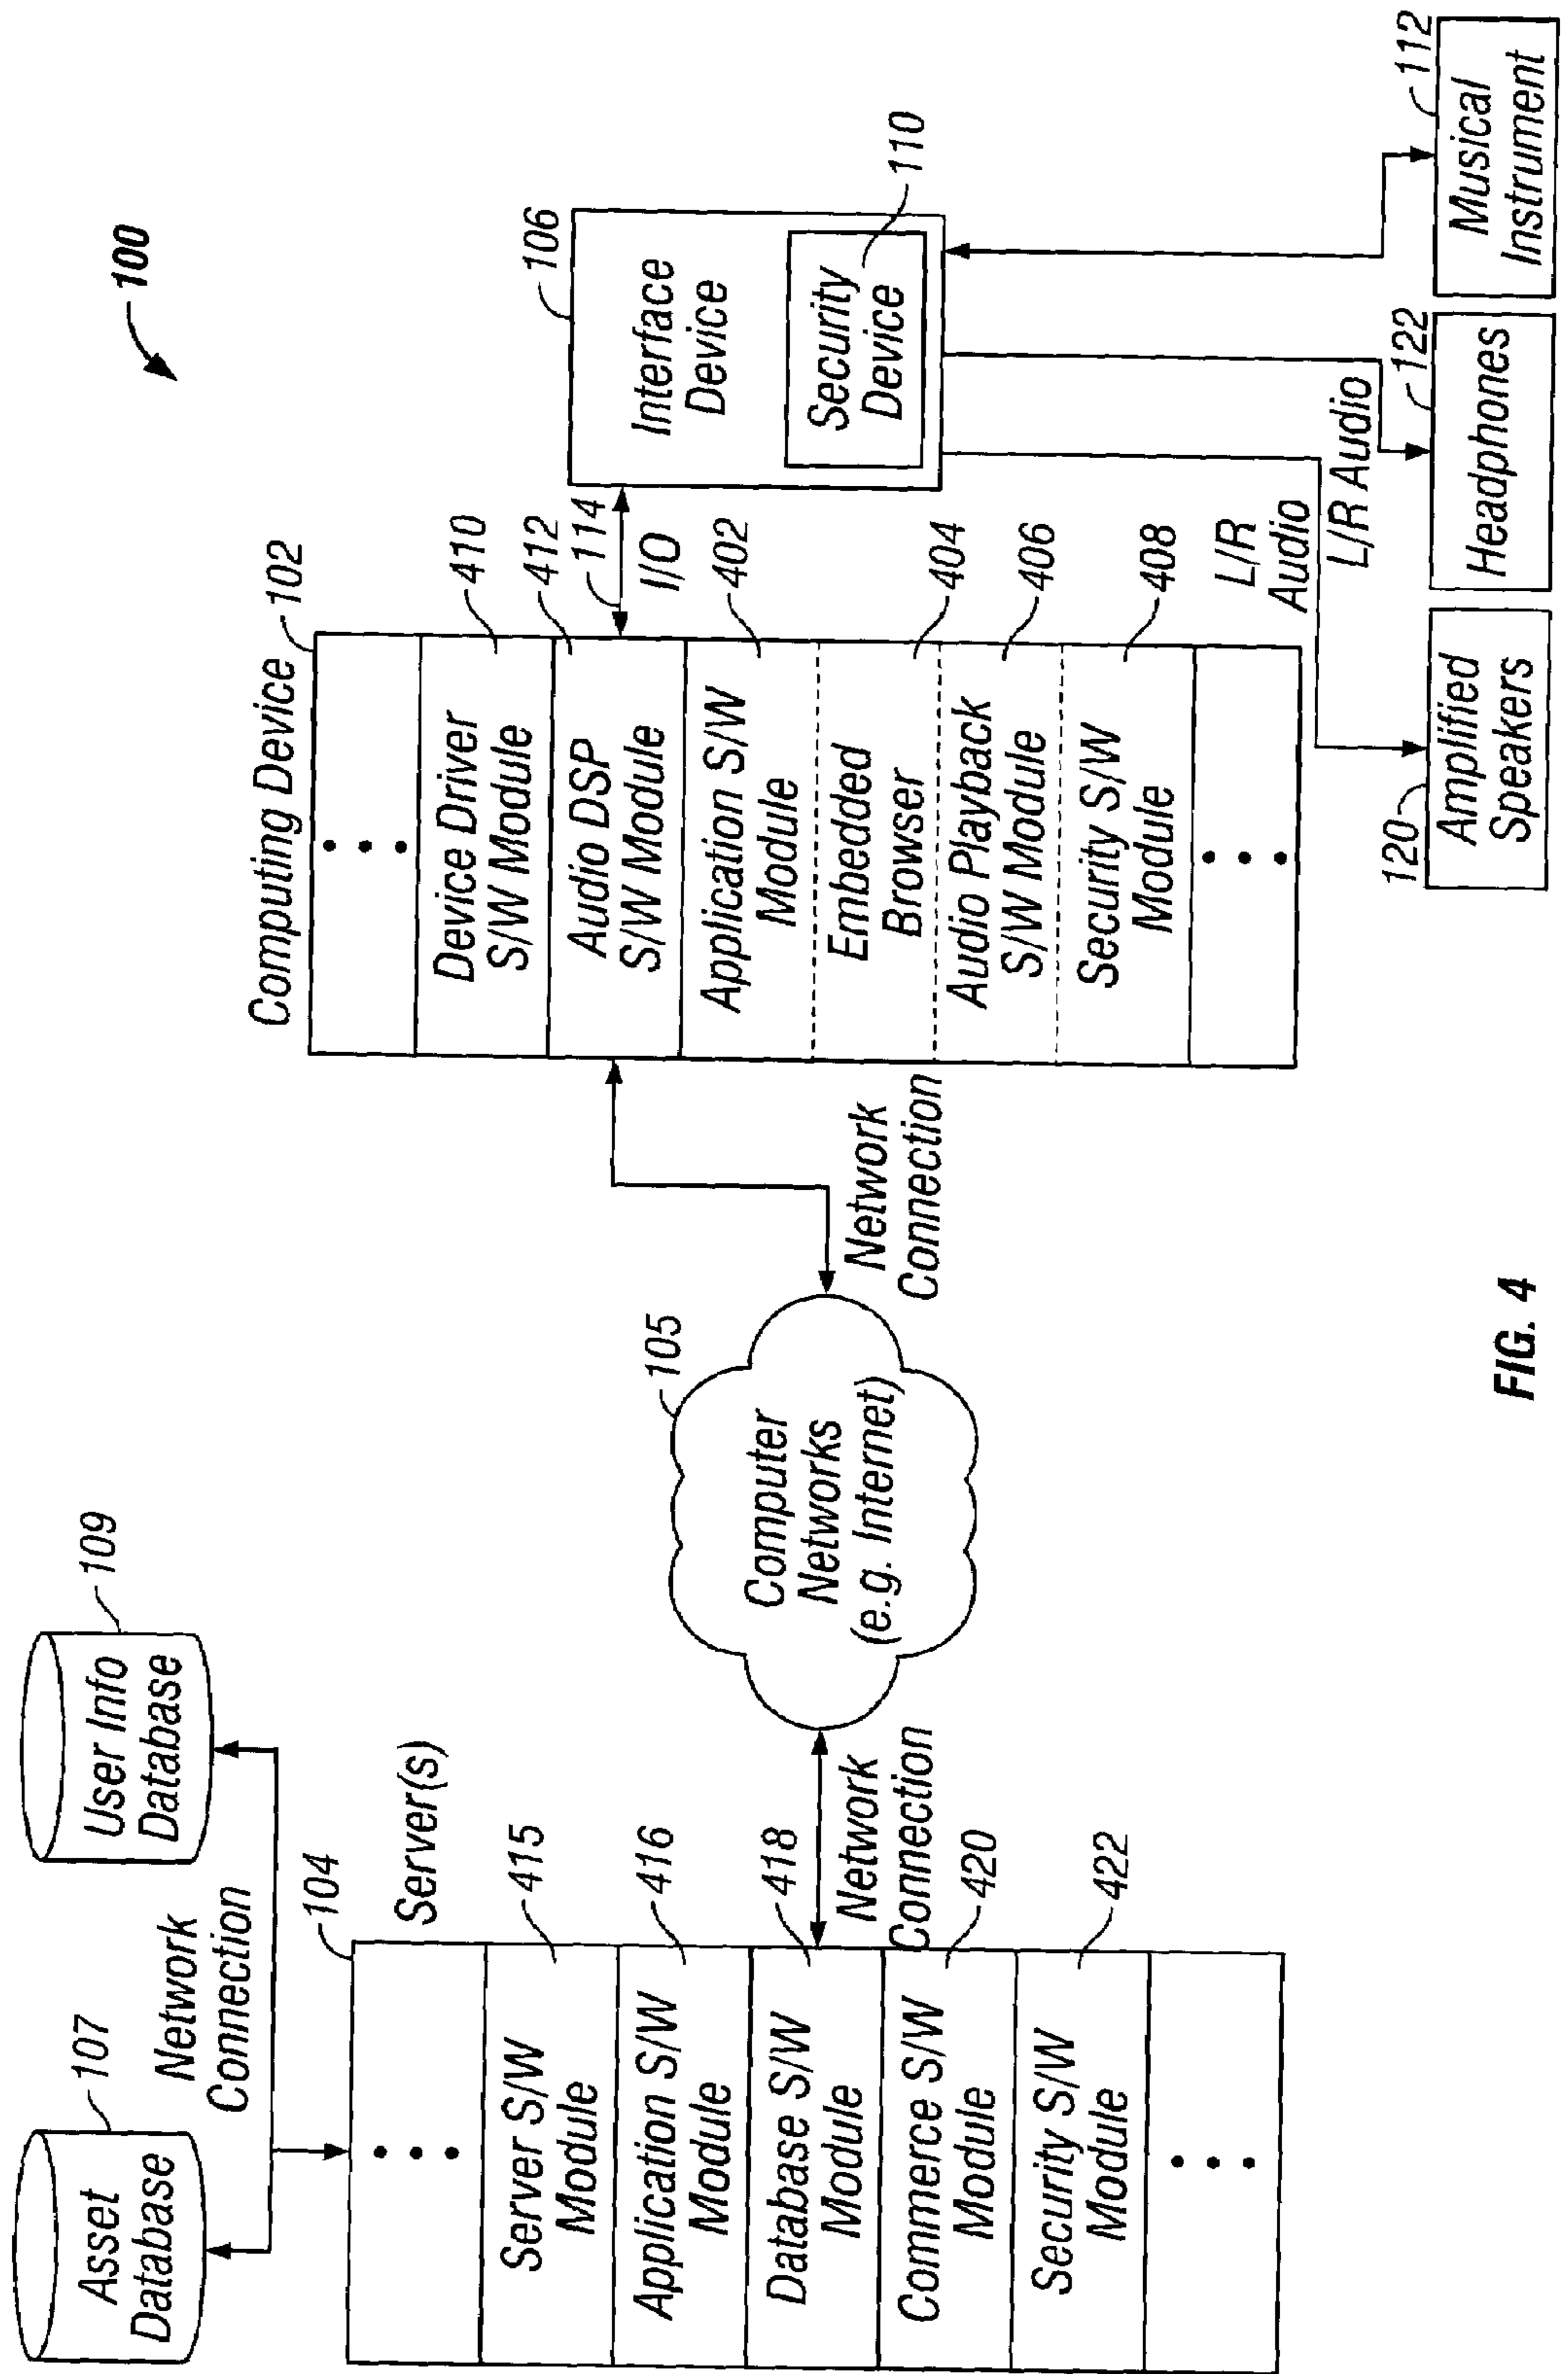 100
Asset
Database
107
Network
Connection
User Info
Database
109
104
Server(s)
Server S/W
Module
415
Application S/W
Module
416
Database S/W
Module
418
Commerce S/W
Module
420
Security S/W
Module
422
Network
Connection
105
Computer
Networks
(e.g. Internet)
Network
Connection
Computing Device
102
Device Driver
S/W Module
410
Audio DSP
S/W Module
412
Application S/W
Module
402
Embedded
Browser
404
Audio Playback
S/W Module
406
Security S/W
Module
408
114
I/O
106
Interface
Device
Security
Device
110
L/R
Audio
L/R Audio
120
Amplified
Speakers
122
Headphones
112
Musical
Instrument
FIG. 4